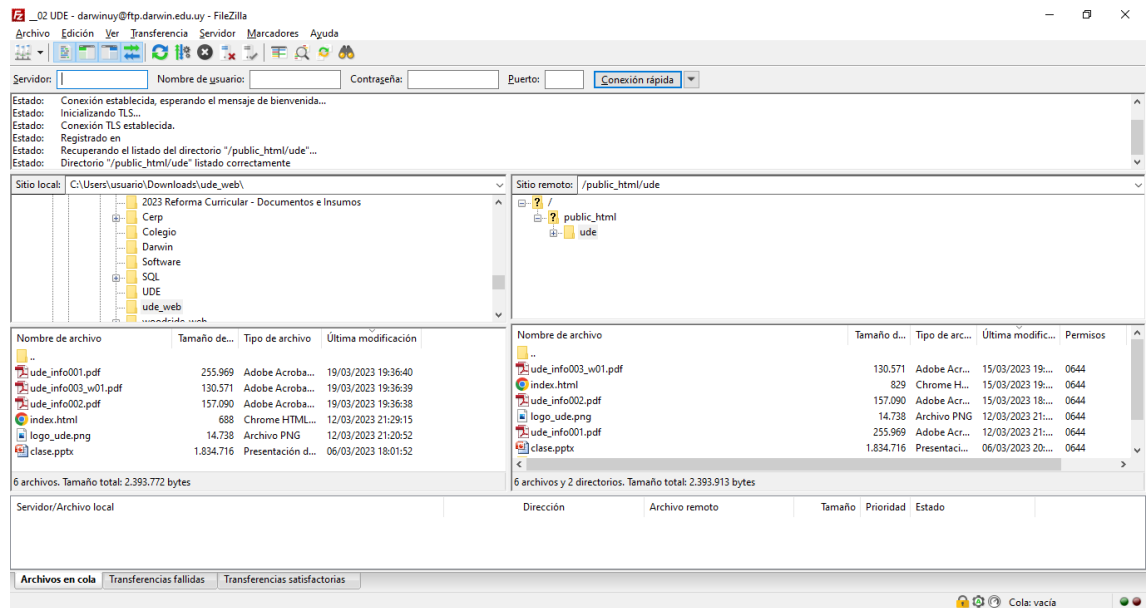 __02 UDE - darwinuy@ftp.darwin.edu.uy - FileZilla
Archivo Edición Ver Transferencia Servidor Marcadores Ayuda
Servidor: Nombre de usuario: Contraseña: Puerto: Conexión rápida
Estado: Conexión establecida, esperando el mensaje de bienvenida...
Estado: Inicializando TLS...
Estado: Conexión TLS establecida.
Estado: Registrado en
Estado: Recuperando el listado del directorio "/public_html/ude"...
Estado: Directorio "/public_html/ude" listado correctamente
Sitio local: C:\Users\usuario\Downloads\ude_web\
2023 Reforma Curricular - Documentos e Insumos
Cerp
Colegio
Darwin
Software
SQL
UDE
ude_web
woodside_web
Sitio remoto: /public_html/ude
/
public_html
ude
Nombre de archivo Tamaño de... Tipo de archivo Última modificación
..
ude_info001.pdf 255.969 Adobe Acroba... 19/03/2023 19:36:40
ude_info003_w01.pdf 130.571 Adobe Acroba... 19/03/2023 19:36:39
ude_info002.pdf 157.090 Adobe Acroba... 19/03/2023 19:36:38
index.html 688 Chrome HTML... 12/03/2023 21:29:15
logo_ude.png 14.738 Archivo PNG 12/03/2023 21:20:52
clase.pptx 1.834.716 Presentación d... 06/03/2023 18:01:52
6 archivos. Tamaño total: 2.393.772 bytes
Nombre de archivo Tamaño d... Tipo de arc... Última modific... Permisos
..
ude_info003_w01.pdf 130.571 Adobe Acr... 15/03/2023 19:... 0644
index.html 829 Chrome H... 15/03/2023 19:... 0644
ude_info002.pdf 157.090 Adobe Acr... 15/03/2023 18:... 0644
logo_ude.png 14.738 Archivo PNG 12/03/2023 21:... 0644
ude_info001.pdf 255.969 Adobe Acr... 12/03/2023 21:... 0644
clase.pptx 1.834.716 Presentaci... 06/03/2023 20:... 0644
6 archivos y 2 directorios. Tamaño total: 2.393.913 bytes
Servidor/Archivo local Dirección Archivo remoto Tamaño Prioridad Estado
Archivos en cola Transferencias fallidas Transferencias satisfactorias
Cola: vacía